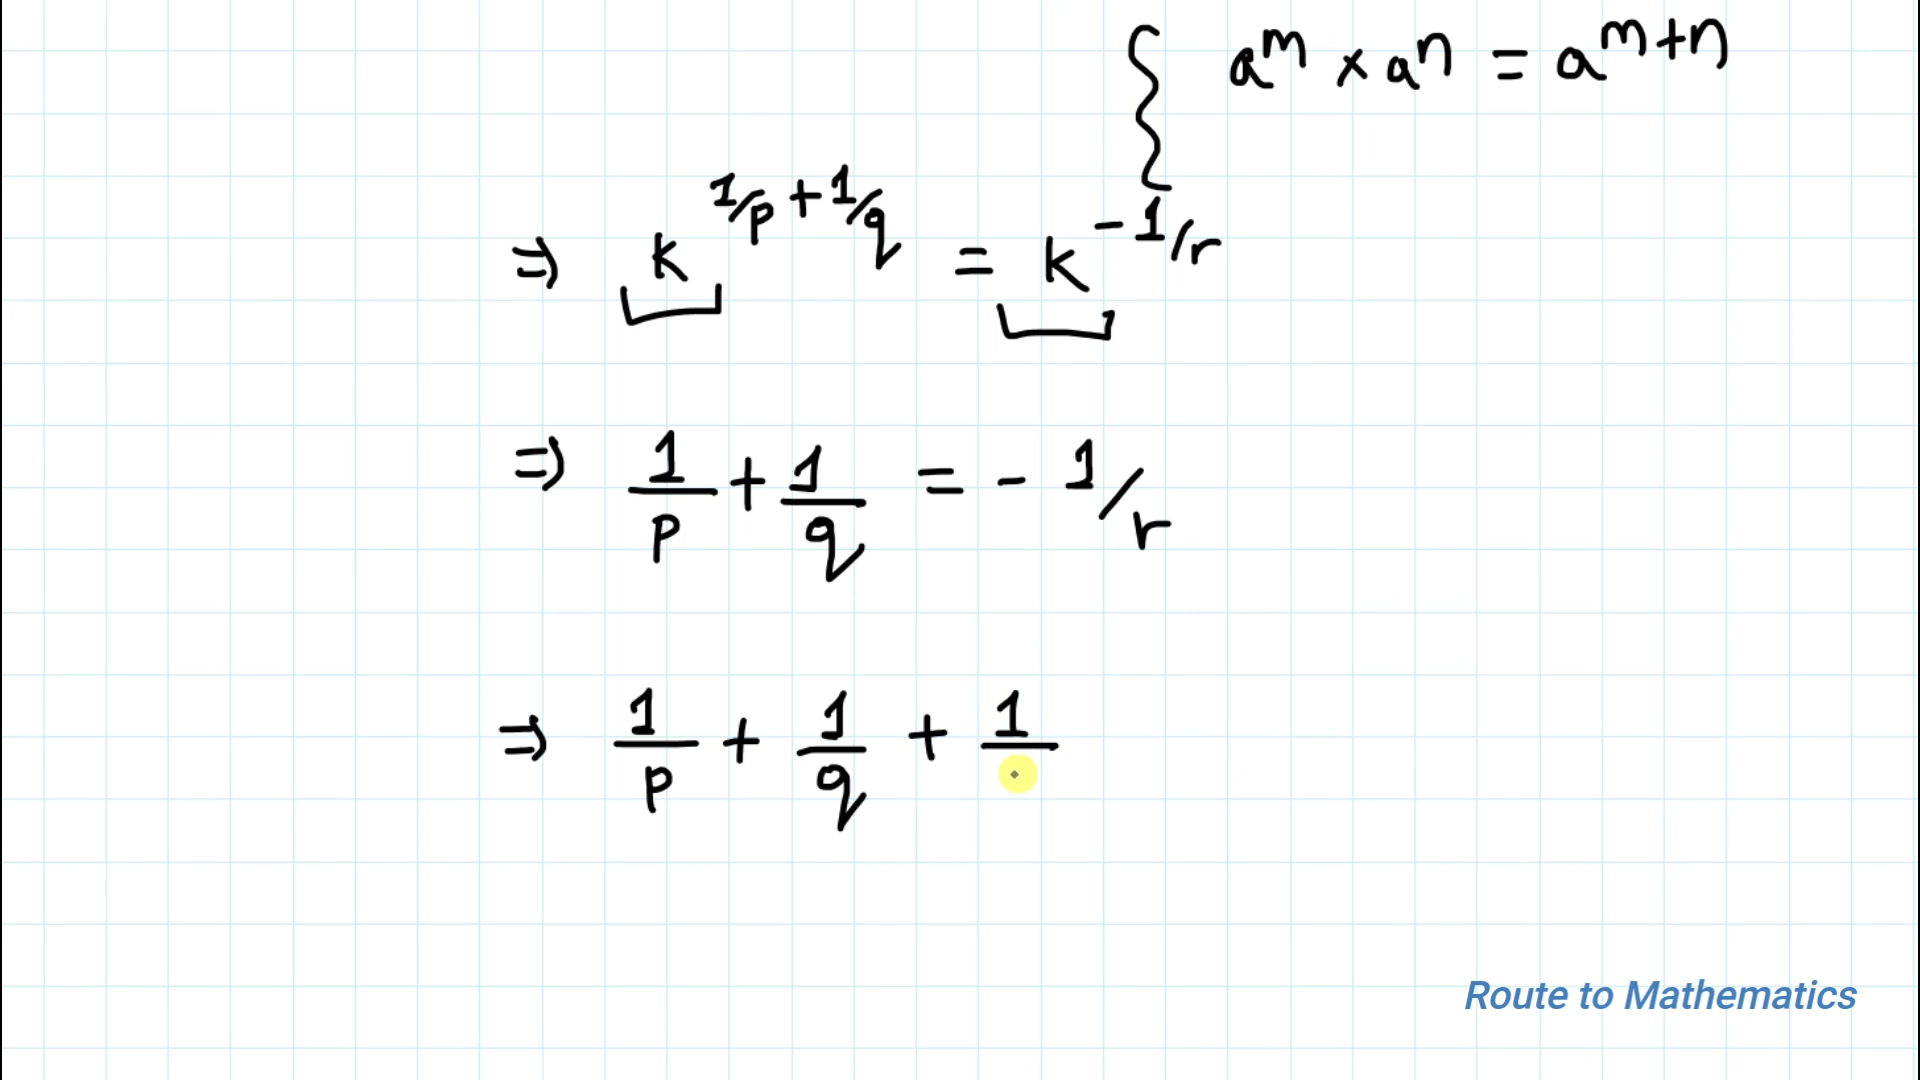 { a^m × a^n = a^{m+n}
⇒ k^{1/p + 1/q} = k^{-1/r}
⇒ 1/p + 1/q = - 1/r
⇒ 1/p + 1/q + 1/
Route to Mathematics